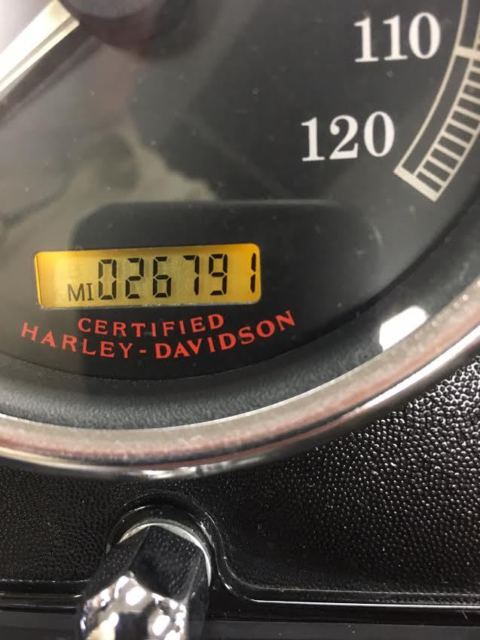 110
120
MI 026791
CERTIFIED
HARLEY-DAVIDSON